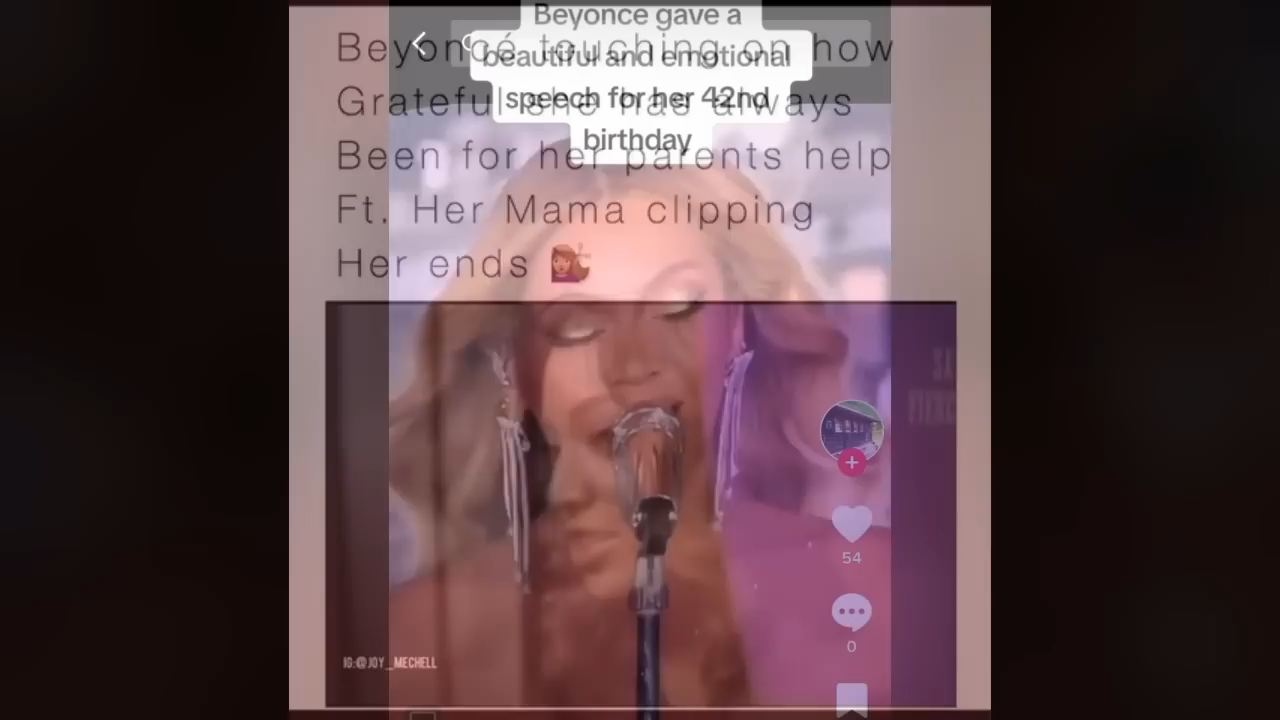 Beyonce gave a
beautiful and emotional
speech for her 42nd
birthday
Beyoncé touching on how
Grateful she has always
Been for her parents help
Ft. Her Mama clipping
Her ends
54
0
IG:@JOY_MECHELL